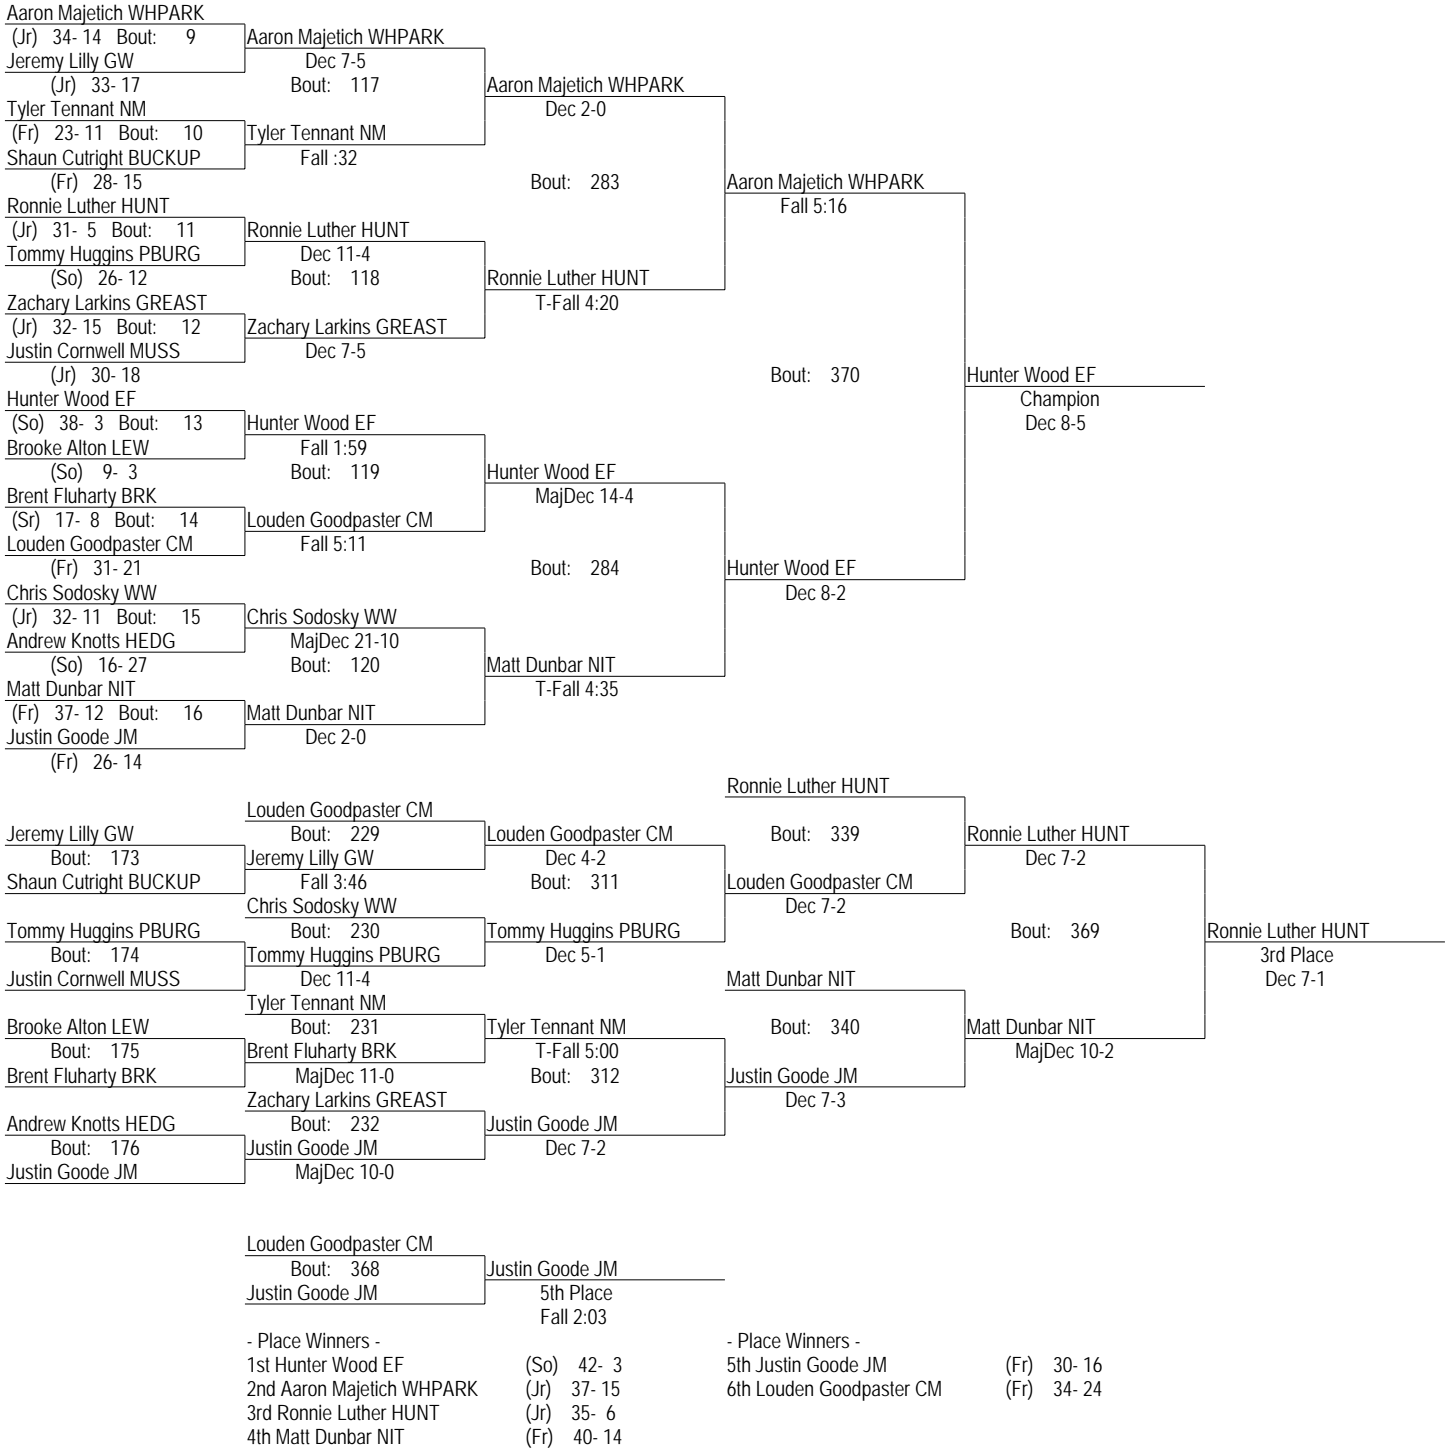 Aaron Majetich WHPARK
(Jr) 34- 14 Bout: 9 Aaron Majetich WHPARK
Jeremy Lilly GW Dec 7-5
(Jr) 33- 17 Bout: 117 Aaron Majetich WHPARK
Tyler Tennant NM Dec 2-0
(Fr) 23- 11 Bout: 10 Tyler Tennant NM
Shaun Cutright BUCKUP Fall :32
(Fr) 28- 15 Bout: 283 Aaron Majetich WHPARK
Ronnie Luther HUNT Fall 5:16
(Jr) 31- 5 Bout: 11 Ronnie Luther HUNT
Tommy Huggins PBURG Dec 11-4
(So) 26- 12 Bout: 118 Ronnie Luther HUNT
Zachary Larkins GREAST T-Fall 4:20
(Jr) 32- 15 Bout: 12 Zachary Larkins GREAST
Justin Cornwell MUSS Dec 7-5
(Jr) 30- 18 Bout: 370 Hunter Wood EF
Hunter Wood EF Champion
(So) 38- 3 Bout: 13 Hunter Wood EF Dec 8-5
Brooke Alton LEW Fall 1:59
(So) 9- 3 Bout: 119 Hunter Wood EF
Brent Fluharty BRK MajDec 14-4
(Sr) 17- 8 Bout: 14 Louden Goodpaster CM
Louden Goodpaster CM Fall 5:11
(Fr) 31- 21 Bout: 284 Hunter Wood EF
Chris Sodosky WW Dec 8-2
(Jr) 32- 11 Bout: 15 Chris Sodosky WW
Andrew Knotts HEDG MajDec 21-10
(So) 16- 27 Bout: 120 Matt Dunbar NIT
Matt Dunbar NIT T-Fall 4:35
(Fr) 37- 12 Bout: 16 Matt Dunbar NIT
Justin Goode JM Dec 2-0
(Fr) 26- 14
Ronnie Luther HUNT
Louden Goodpaster CM
Jeremy Lilly GW Bout: 229 Louden Goodpaster CM Bout: 339 Ronnie Luther HUNT
Bout: 173 Jeremy Lilly GW Dec 4-2 Dec 7-2
Shaun Cutright BUCKUP Fall 3:46 Bout: 311 Louden Goodpaster CM
Chris Sodosky WW Dec 7-2
Tommy Huggins PBURG Bout: 230 Tommy Huggins PBURG Bout: 369 Ronnie Luther HUNT
Bout: 174 Tommy Huggins PBURG Dec 5-1 3rd Place
Justin Cornwell MUSS Dec 11-4 Matt Dunbar NIT Dec 7-1
Tyler Tennant NM
Brooke Alton LEW Bout: 231 Tyler Tennant NM Bout: 340 Matt Dunbar NIT
Bout: 175 Brent Fluharty BRK T-Fall 5:00 MajDec 10-2
Brent Fluharty BRK MajDec 11-0 Bout: 312 Justin Goode JM
Zachary Larkins GREAST Dec 7-3
Andrew Knotts HEDG Bout: 232 Justin Goode JM
Bout: 176 Justin Goode JM Dec 7-2
Justin Goode JM MajDec 10-0
Louden Goodpaster CM
Bout: 368 Justin Goode JM
Justin Goode JM 5th Place
Fall 2:03
- Place Winners - - Place Winners -
1st Hunter Wood EF (So) 42- 3 5th Justin Goode JM (Fr) 30- 16
2nd Aaron Majetich WHPARK (Jr) 37- 15 6th Louden Goodpaster CM (Fr) 34- 24
3rd Ronnie Luther HUNT (Jr) 35- 6
4th Matt Dunbar NIT (Fr) 40- 14